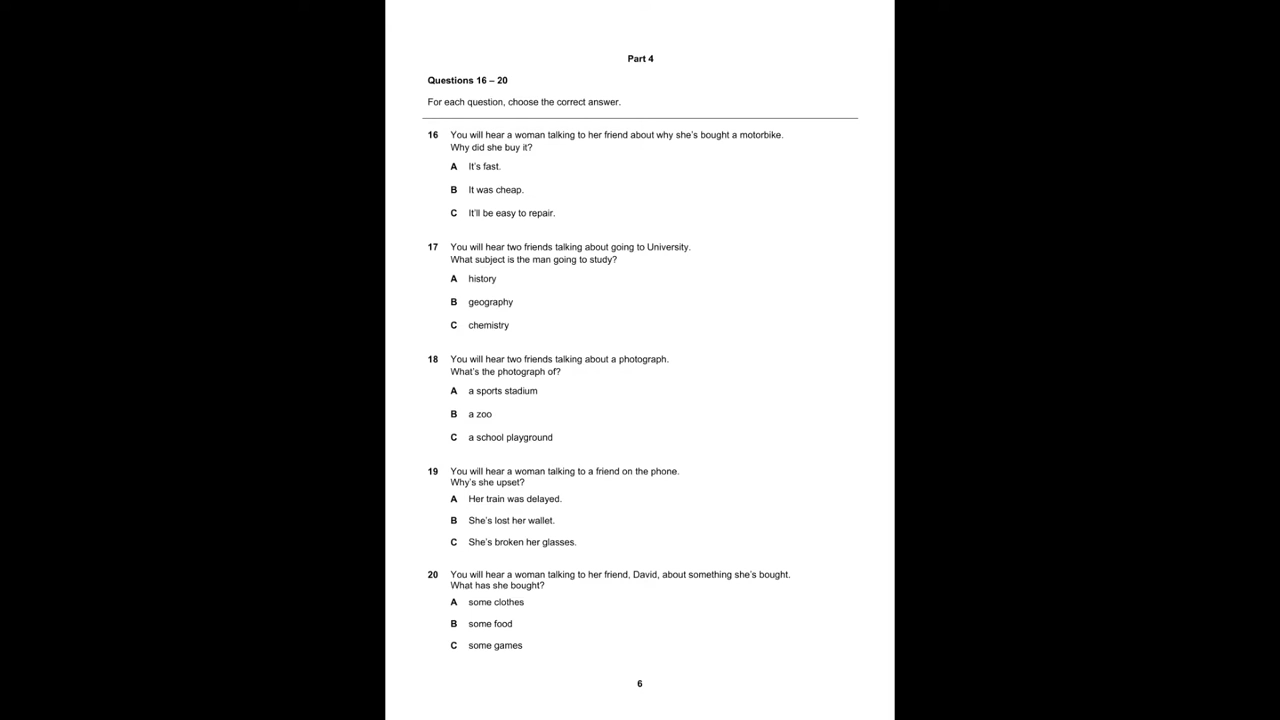 Part 4
Questions 16 – 20
For each question, choose the correct answer.
16 You will hear a woman talking to her friend about why she's bought a motorbike.
Why did she buy it?
A It's fast.
B It was cheap.
C It'll be easy to repair.
17 You will hear two friends talking about going to University.
What subject is the man going to study?
A history
B geography
C chemistry
18 You will hear two friends talking about a photograph.
What's the photograph of?
A a sports stadium
B a zoo
C a school playground
19 You will hear a woman talking to a friend on the phone.
Why's she upset?
A Her train was delayed.
B She's lost her wallet.
C She's broken her glasses.
20 You will hear a woman talking to her friend, David, about something she's bought.
What has she bought?
A some clothes
B some food
C some games
6